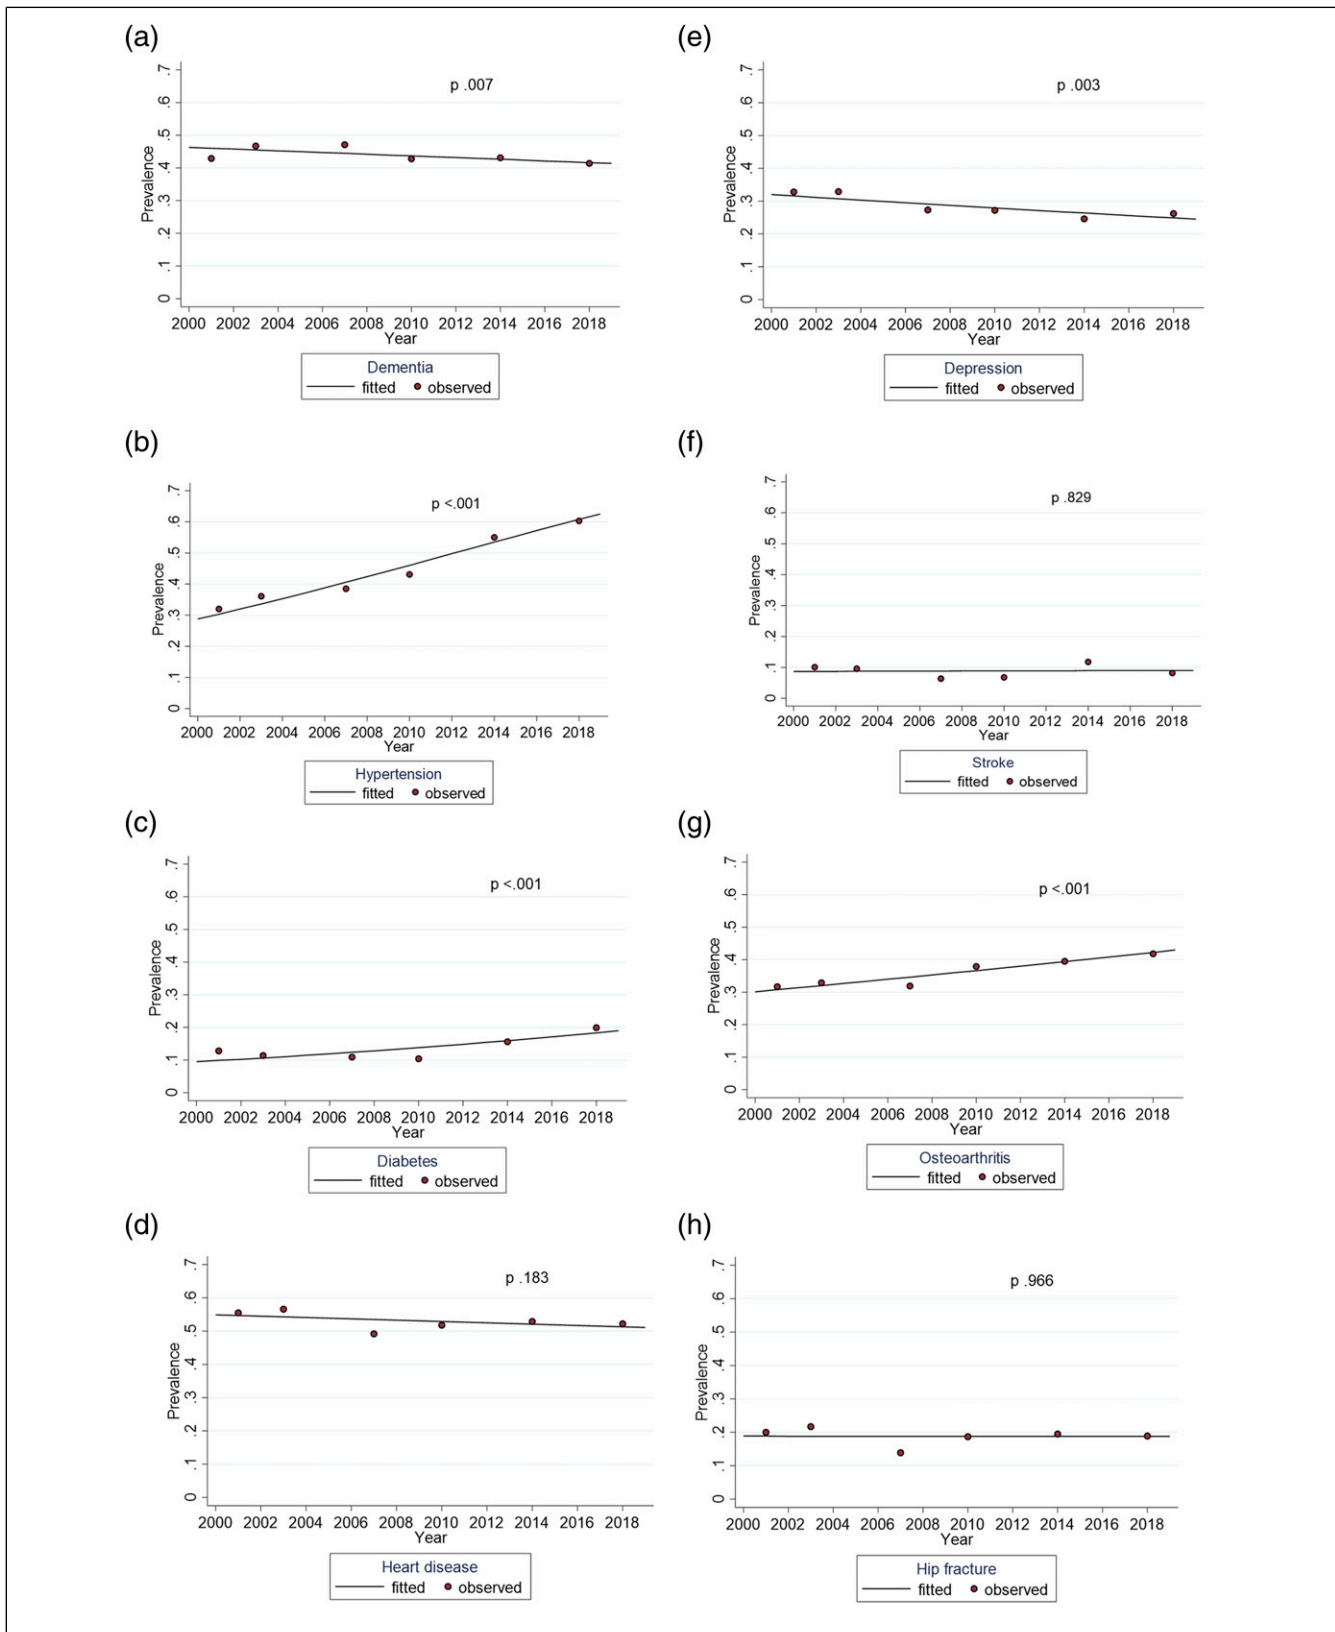 (a)
p .007
Prevalence
0 .1 .2 .3 .4 .5 .6 .7
2000 2002 2004 2006 2008 2010 2012 2014 2016 2018
Year
Dementia
fitted observed
(b)
p <.001
Prevalence
0 .1 .2 .3 .4 .5 .6 .7
2000 2002 2004 2006 2008 2010 2012 2014 2016 2018
Year
Hypertension
fitted observed
(c)
p <.001
Prevalence
0 .1 .2 .3 .4 .5 .6 .7
2000 2002 2004 2006 2008 2010 2012 2014 2016 2018
Year
Diabetes
fitted observed
(d)
p .183
Prevalence
0 .1 .2 .3 .4 .5 .6 .7
2000 2002 2004 2006 2008 2010 2012 2014 2016 2018
Year
Heart disease
fitted observed
(e)
p .003
Prevalence
0 .1 .2 .3 .4 .5 .6 .7
2000 2002 2004 2006 2008 2010 2012 2014 2016 2018
Year
Depression
fitted observed
(f)
p .829
Prevalence
0 .1 .2 .3 .4 .5 .6 .7
2000 2002 2004 2006 2008 2010 2012 2014 2016 2018
Year
Stroke
fitted observed
(g)
p <.001
Prevalence
0 .1 .2 .3 .4 .5 .6 .7
2000 2002 2004 2006 2008 2010 2012 2014 2016 2018
Year
Osteoarthritis
fitted observed
(h)
p .966
Prevalence
0 .1 .2 .3 .4 .5 .6 .7
2000 2002 2004 2006 2008 2010 2012 2014 2016 2018
Year
Hip fracture
fitted observed